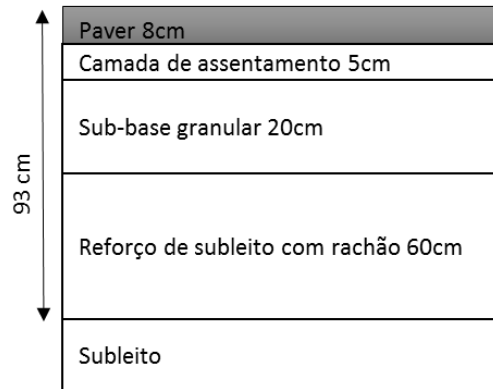 Paver 8cm
Camada de assentamento 5cm
Sub-base granular 20cm
93 cm
Reforço de subleito com rachão 60cm
Subleito